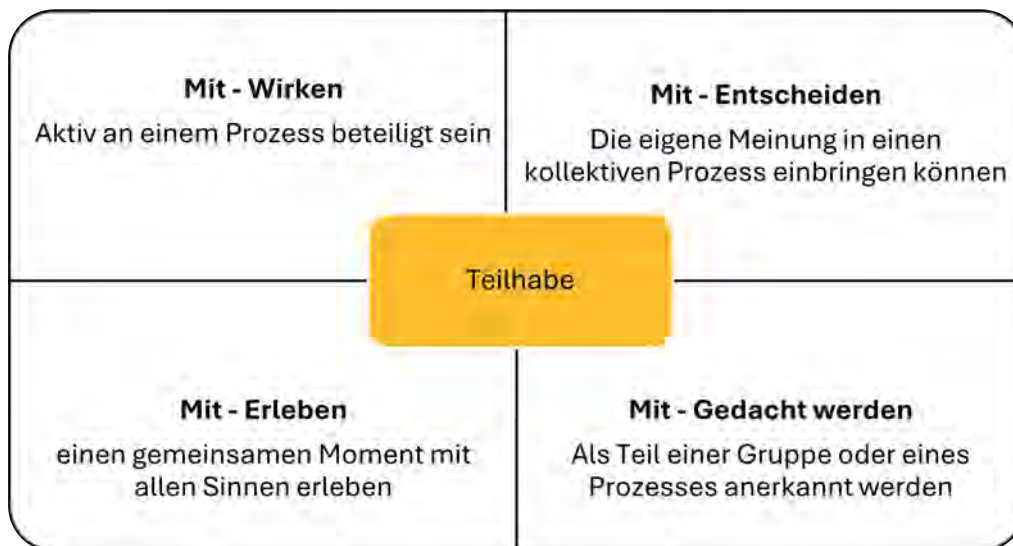 Mit - Wirken
Aktiv an einem Prozess beteiligt sein
Mit - Entscheiden
Die eigene Meinung in einen
kollektiven Prozess einbringen können
Teilhabe
Mit - Erleben
einen gemeinsamen Moment mit
allen Sinnen erleben
Mit - Gedacht werden
Als Teil einer Gruppe oder eines
Prozesses anerkannt werden